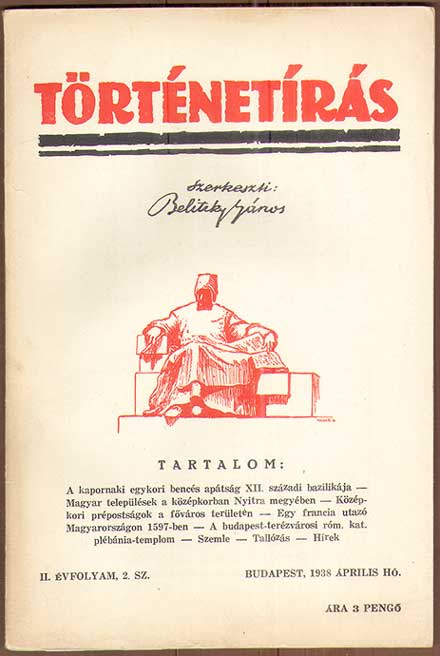 TÖRTÉNETÍRÁS
Szerkeszti:
Belitzky János
TARTALOM:
A kapornaki egykori bencés apátság XII. századi bazilikája —
Magyar települések a középkorban Nyitra megyében — Közép-
kori prépostságok a főváros területén — Egy francia utazó
Magyarországon 1597-ben — A budapest-terézvárosi róm. kat.
plébánia-templom — Szemle — Tallózás — Hírek
II. ÉVFOLYAM, 2. SZ.
BUDAPEST, 1938 ÁPRILIS HÓ.
ÁRA 3 PENGŐ